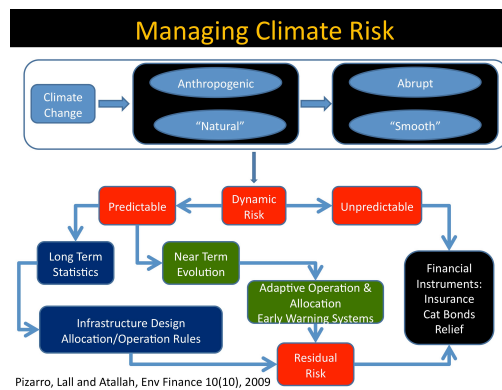 Managing Climate Risk
Climate
Change
Anthropogenic
"Natural"
Abrupt
"Smooth"
Predictable
Dynamic
Risk
Unpredictable
Long Term
Statistics
Near Term
Evolution
Adaptive Operation &
Allocation
Early Warning Systems
Financial
Instruments:
Insurance
Cat Bonds
Relief
Infrastructure Design
Allocation/Operation Rules
Residual
Risk
Pizarro, Lall and Atallah, Env Finance 10(10), 2009